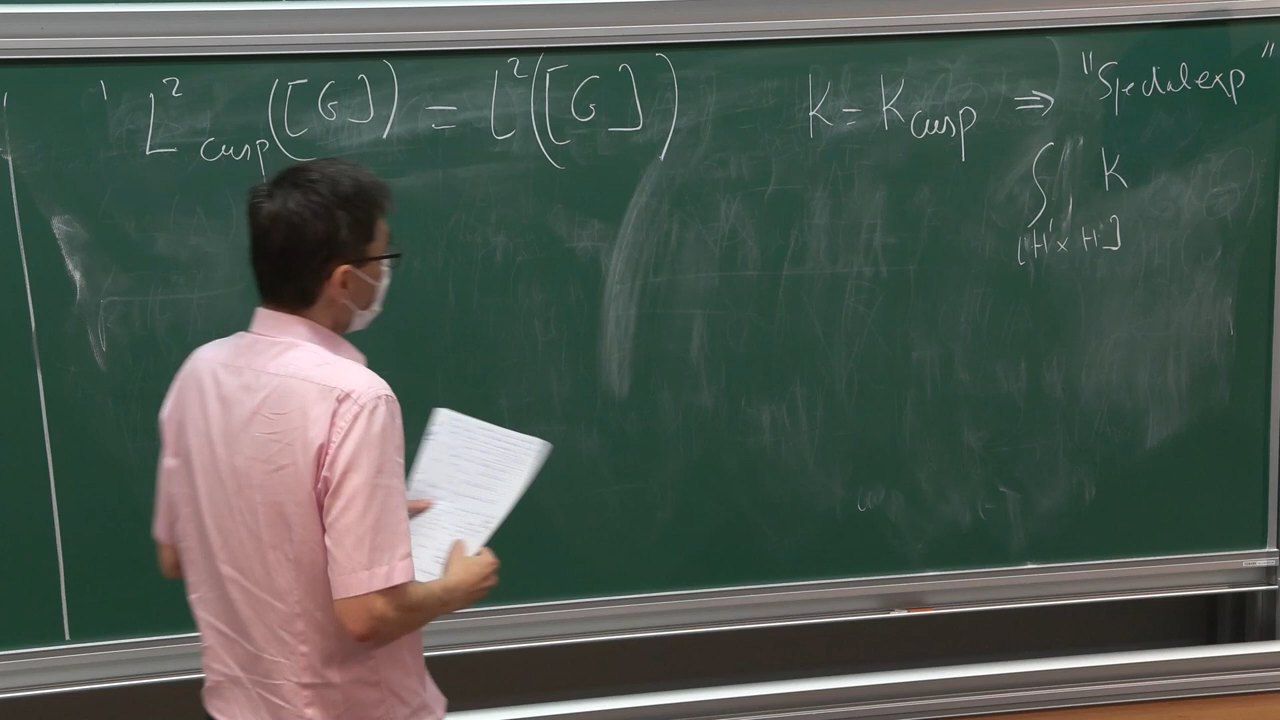 L²cusp([G]) = L²([G])   K = Kcusp ⇒ "Spectral exp"
∫[H' × H] K